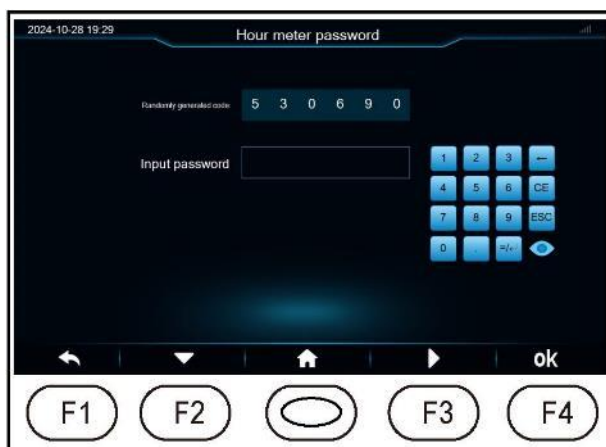 2024-10-28 19:29
Hour meter password
Randomly generated code:
5 3 0 6 9 0
Input password
1 2 3 ←
4 5 6 CE
7 8 9 ESC
0 .
ok
F1 F2 F3 F4